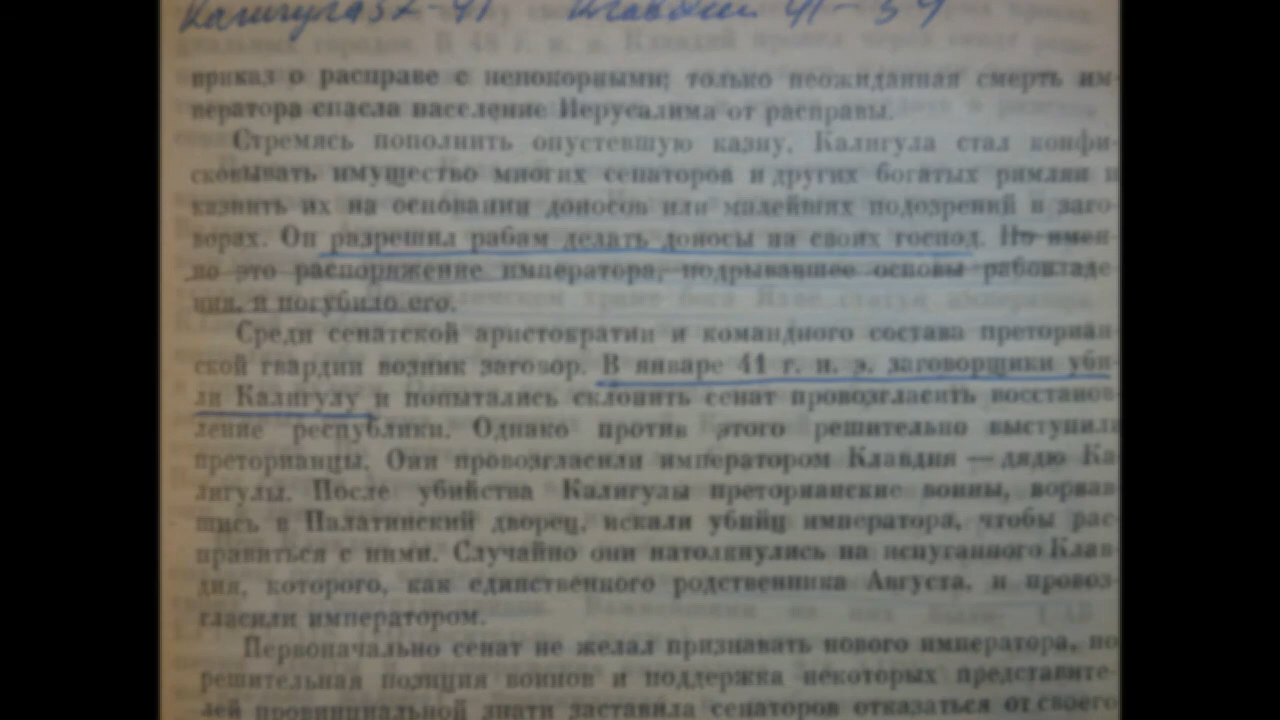 Калигула 37-41 Клавдий 41-54
приказ о расправе с непокорными; только неожиданная смерть им-
ператора спасла население Иерусалима от расправы.
Стремясь пополнить опустевшую казну, Калигула стал конфи-
сковывать имущество многих сенаторов и других богатых римлян и
казнить их на основании доносов или малейших подозрений в заго-
ворах. Он разрешил рабам делать доносы на своих господ. Но имен-
но это распоряжение императора, подрывавшее основы рабовладе-
ния, и погубило его.
Среди сенатской аристократии и командного состава преториан-
ской гвардии возник заговор. В январе 41 г. н. э. заговорщики уби-
ли Калигулу и попытались склонить сенат провозгласить восстанов-
ление республики. Однако против этого решительно выступили
преторианцы. Они провозгласили императором Клавдия — дядю Ка-
лигулы. После убийства Калигулы преторианские воины, ворвав-
шись в Палатинский дворец, искали убийц императора, чтобы рас-
правиться с ними. Случайно они натолкнулись на испуганного Клав-
дия, которого, как единственного родственника Августа, и провоз-
гласили императором.
Первоначально сенат не желал признавать нового императора, но
решительная позиция воинов и поддержка некоторых представите-
лей провинциальной знати заставила сенаторов отказаться от своего